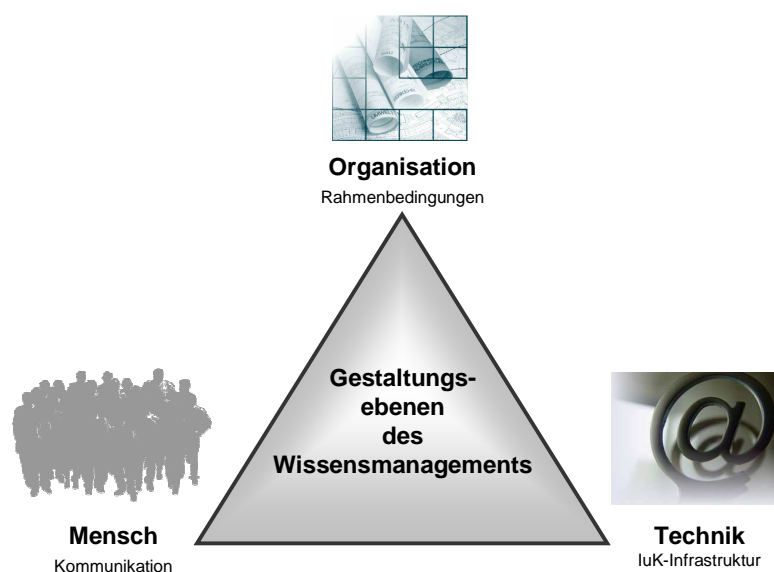 Organisation
Rahmenbedingungen
Gestaltungs-
ebenen
des
Wissensmanagements
Mensch
Kommunikation
Technik
IuK-Infrastruktur